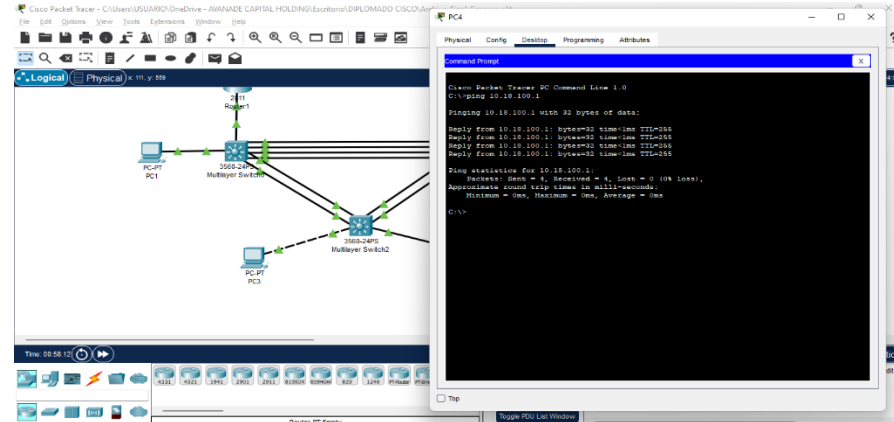 Cisco Packet Tracer - C:\Users\USUARIO\OneDrive - AVANADE CAPITAL HOLDING\Escritorio\DIPLOMADO CISCO\
File Edit Options View Tools Extensions Window Help
Logical
Physical
x: 111, y: 559
2911
Router1
PC-PT
PC1
3560-24PS
Multilayer Switch
3560-24PS
Multilayer Switch2
PC-PT
PC3
Time: 00:58:12
4331 4321 1941 2901 2911 819IOX 819HGW 829 1240
Toggle PDU List Window
PC4
Physical Config Desktop Programming Attributes
Command Prompt
X
Cisco Packet Tracer PC Command Line 1.0
C:\>ping 10.18.100.1
Pinging 10.18.100.1 with 32 bytes of data:
Reply from 10.18.100.1: bytes=32 time<1ms TTL=255
Reply from 10.18.100.1: bytes=32 time<1ms TTL=255
Reply from 10.18.100.1: bytes=32 time<1ms TTL=255
Reply from 10.18.100.1: bytes=32 time<1ms TTL=255
Ping statistics for 10.18.100.1:
Packets: Sent = 4, Received = 4, Lost = 0 (0% loss),
Approximate round trip times in milli-seconds:
Minimum = 0ms, Maximum = 0ms, Average = 0ms
C:\>
Top